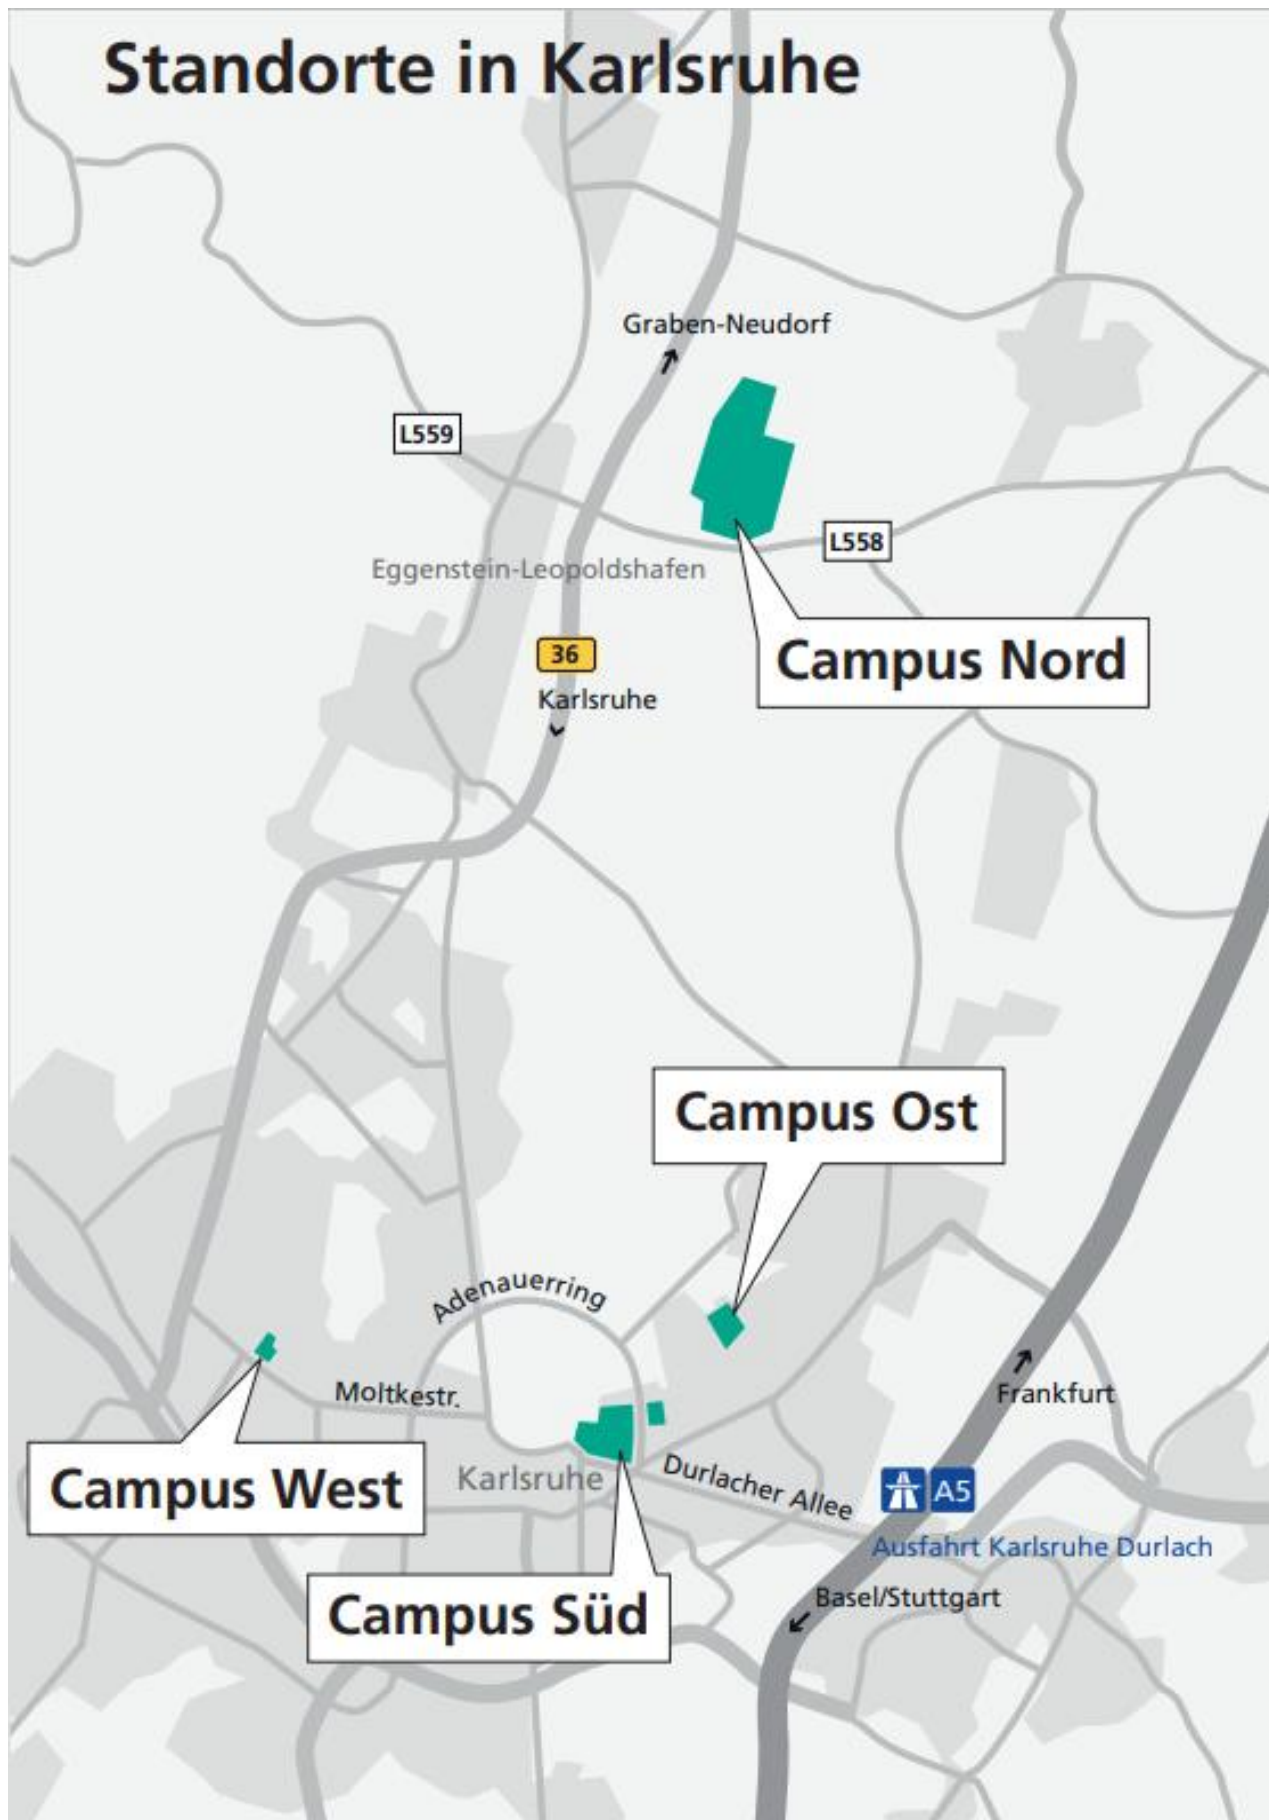 Standorte in Karlsruhe
Graben-Neudorf
L559
L558
Eggenstein-Leopoldshafen
36
Karlsruhe
Campus Nord
Campus Ost
Adenauerring
Moltkestr.
Frankfurt
Campus West
Karlsruhe
Durlacher Allee
A5
Ausfahrt Karlsruhe Durlach
Basel/Stuttgart
Campus Süd